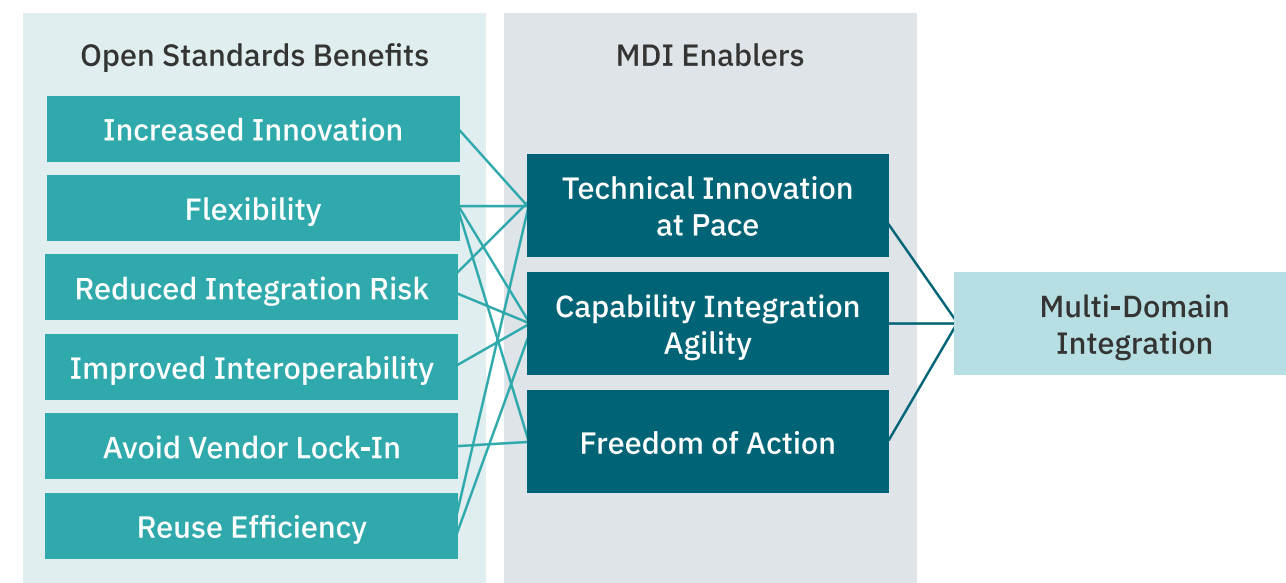 Open Standards Benefits
Increased Innovation
Flexibility
Reduced Integration Risk
Improved Interoperability
Avoid Vendor Lock-In
Reuse Efficiency
MDI Enablers
Technical Innovation
at Pace
Capability Integration
Agility
Freedom of Action
Multi-Domain
Integration